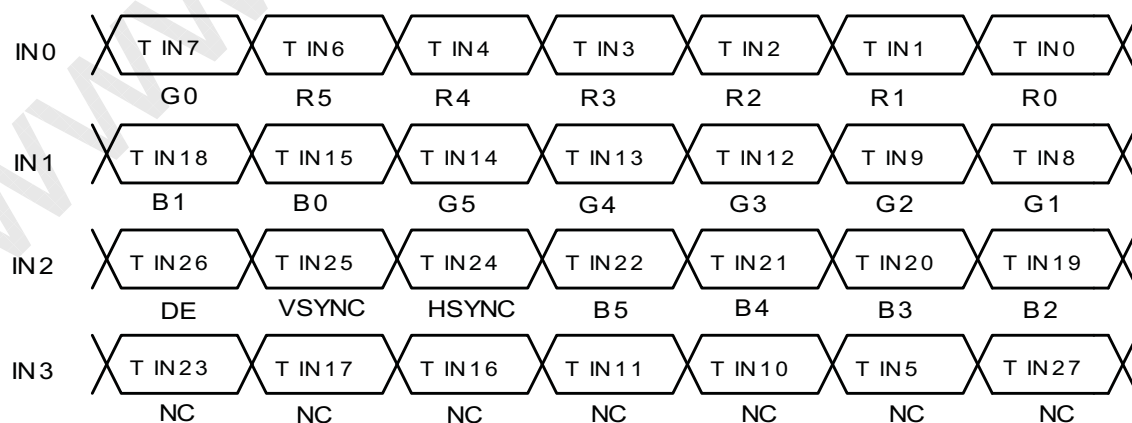 IN0 T IN7 T IN6 T IN4 T IN3 T IN2 T IN1 T IN0
G0 R5 R4 R3 R2 R1 R0
IN1 T IN18 T IN15 T IN14 T IN13 T IN12 T IN9 T IN8
B1 B0 G5 G4 G3 G2 G1
IN2 T IN26 T IN25 T IN24 T IN22 T IN21 T IN20 T IN19
DE VSYNC HSYNC B5 B4 B3 B2
IN3 T IN23 T IN17 T IN16 T IN11 T IN10 T IN5 T IN27
NC NC NC NC NC NC NC